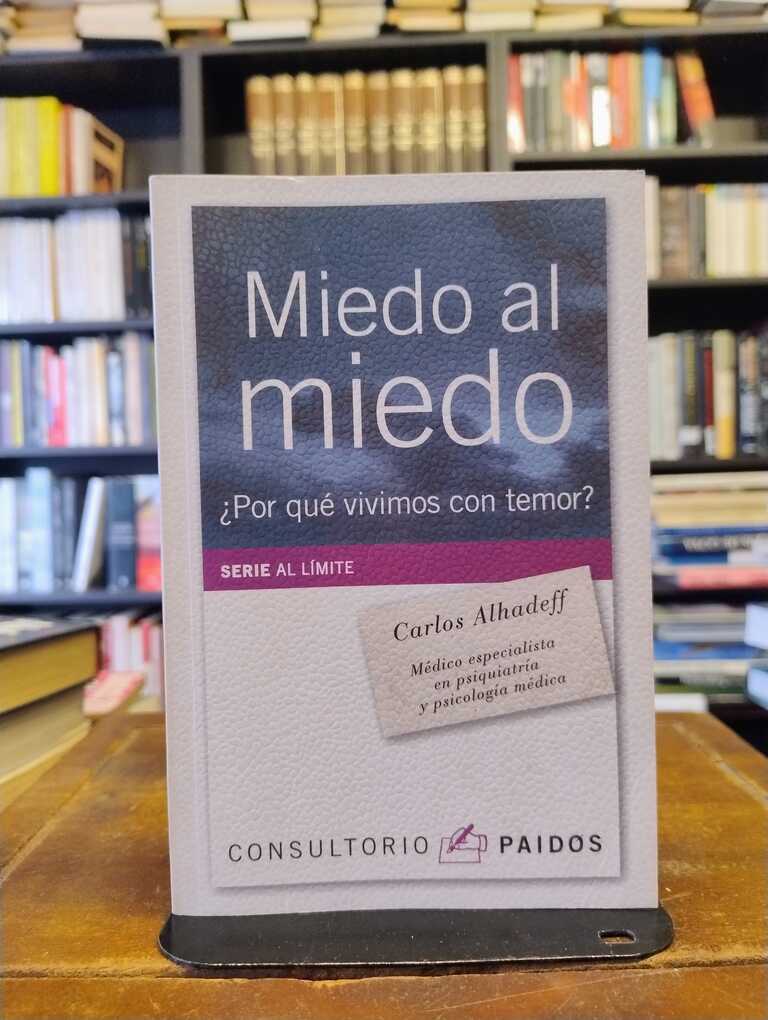 Miedo al
miedo
¿Por qué vivimos con temor?
SERIE AL LÍMITE
Carlos Alhadeff
Médico especialista
en psiquiatría
y psicología médica
CONSULTORIO PAIDÓS